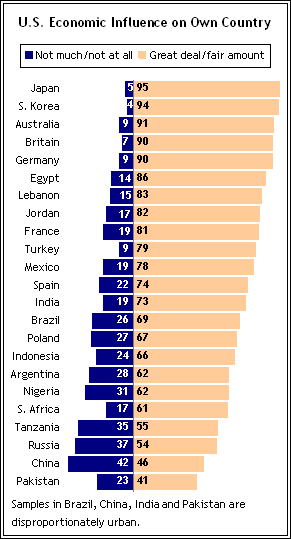 U.S. Economic Influence on Own Country
Not much/not at all Great deal/fair amount
Japan 5 95
S. Korea 4 94
Australia 9 91
Britain 7 90
Germany 9 90
Egypt 14 86
Lebanon 15 83
Jordan 17 82
France 19 81
Turkey 9 79
Mexico 19 78
Spain 22 74
India 19 73
Brazil 26 69
Poland 27 67
Indonesia 24 66
Argentina 28 62
Nigeria 31 62
S. Africa 17 61
Tanzania 35 55
Russia 37 54
China 42 46
Pakistan 23 41
Samples in Brazil, China, India and Pakistan are
disproportionately urban.